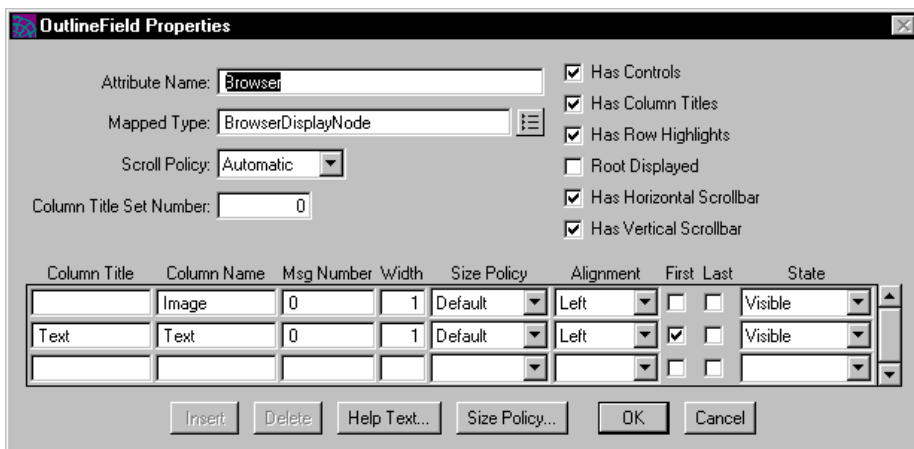 OutlineField Properties
Attribute Name: Browser
Mapped Type: BrowserDisplayNode
Scroll Policy: Automatic
Column Title Set Number: 0
Has Controls
Has Column Titles
Has Row Highlights
Root Displayed
Has Horizontal Scrollbar
Has Vertical Scrollbar
Column Title Column Name Msg Number Width Size Policy Alignment First Last State
Image 0 1 Default Left Visible
Text Text 0 1 Default Left Visible
Insert Delete Help Text... Size Policy... OK Cancel